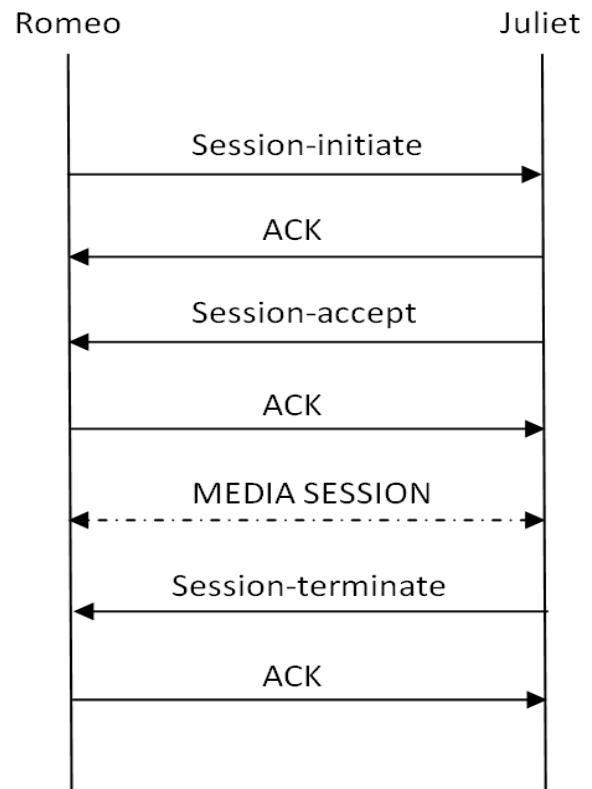 Romeo
Juliet
Session-initiate
ACK
Session-accept
ACK
MEDIA SESSION
Session-terminate
ACK